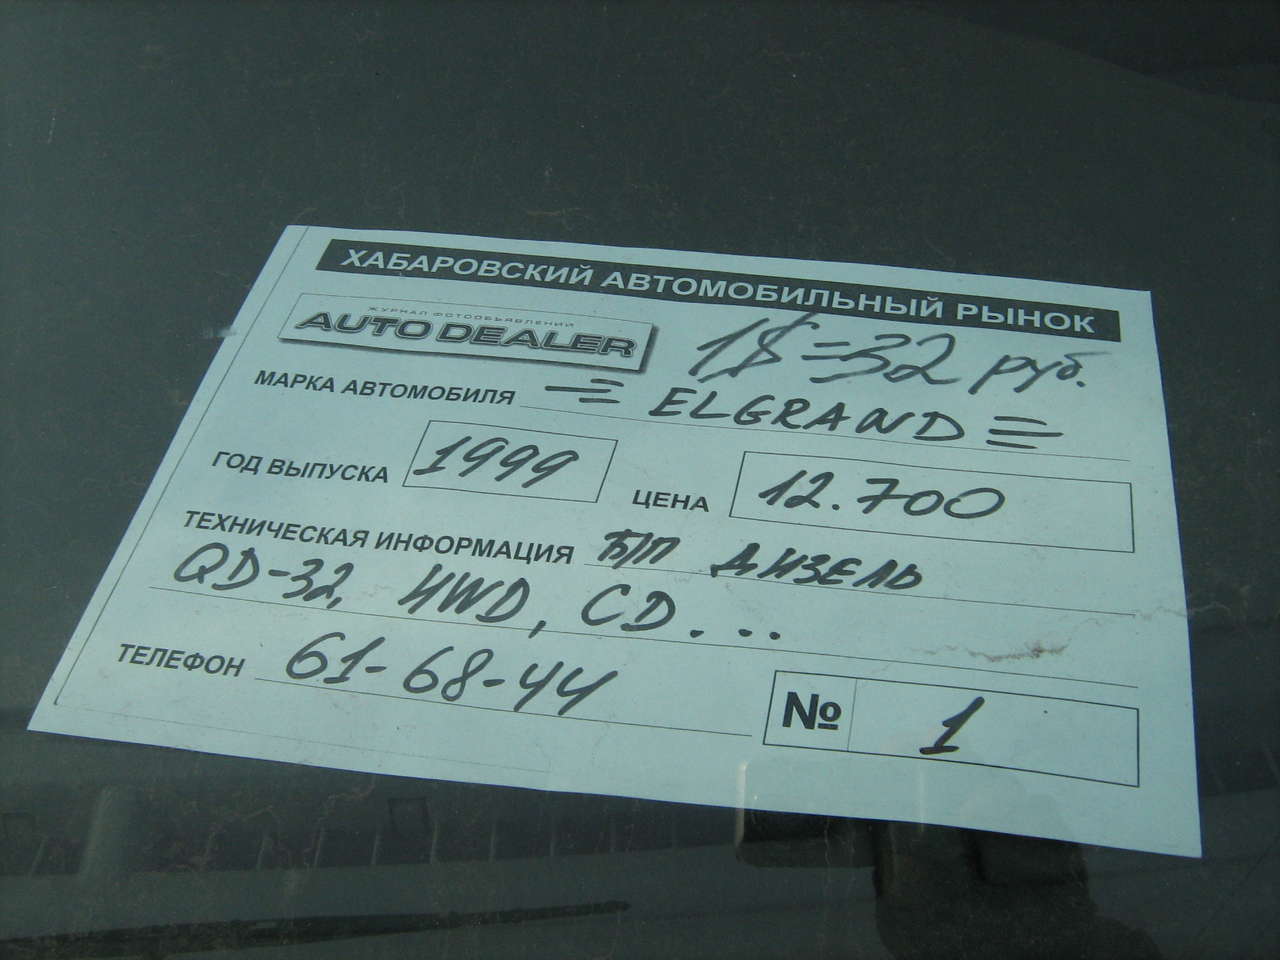 ХАБАРОВСКИЙ АВТОМОБИЛЬНЫЙ РЫНОК
ЖУРНАЛ ФОТООБЪЯВЛЕНИЙ
AUTO DEALER
1$=32 руб.
МАРКА АВТОМОБИЛЯ ELGRAND
ГОД ВЫПУСКА 1999 ЦЕНА 12.700
ТЕХНИЧЕСКАЯ ИНФОРМАЦИЯ Б/П ДИЗЕЛЬ
QD-32, 4WD, CD...
ТЕЛЕФОН 61-68-44
№ 1